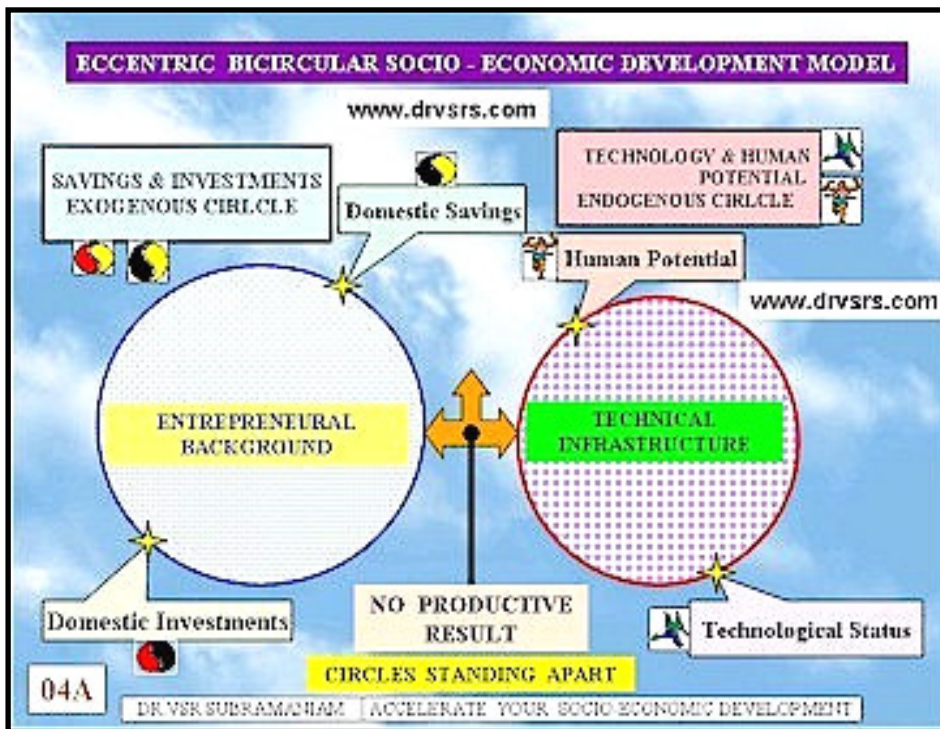 ECCENTRIC BICIRCULAR SOCIO - ECONOMIC DEVELOPMENT MODEL
www.drvsrs.com
SAVINGS & INVESTMENTS
EXOGENOUS CIRLCLE
Domestic Savings
TECHNOLOGY & HUMAN
POTENTIAL
ENDOGENOUS CIRLCLE
Human Potential
www.drvsrs.com
ENTREPRENEURAL
BACKGROUND
TECHNICAL
INFRASTRUCTURE
Domestic Investments
NO PRODUCTIVE
RESULT
Technological Status
CIRCLES STANDING APART
04A
DR VSR SUBRAMANIAM
ACCELERATE YOUR SOCIO-ECONOMIC DEVELOPMENT